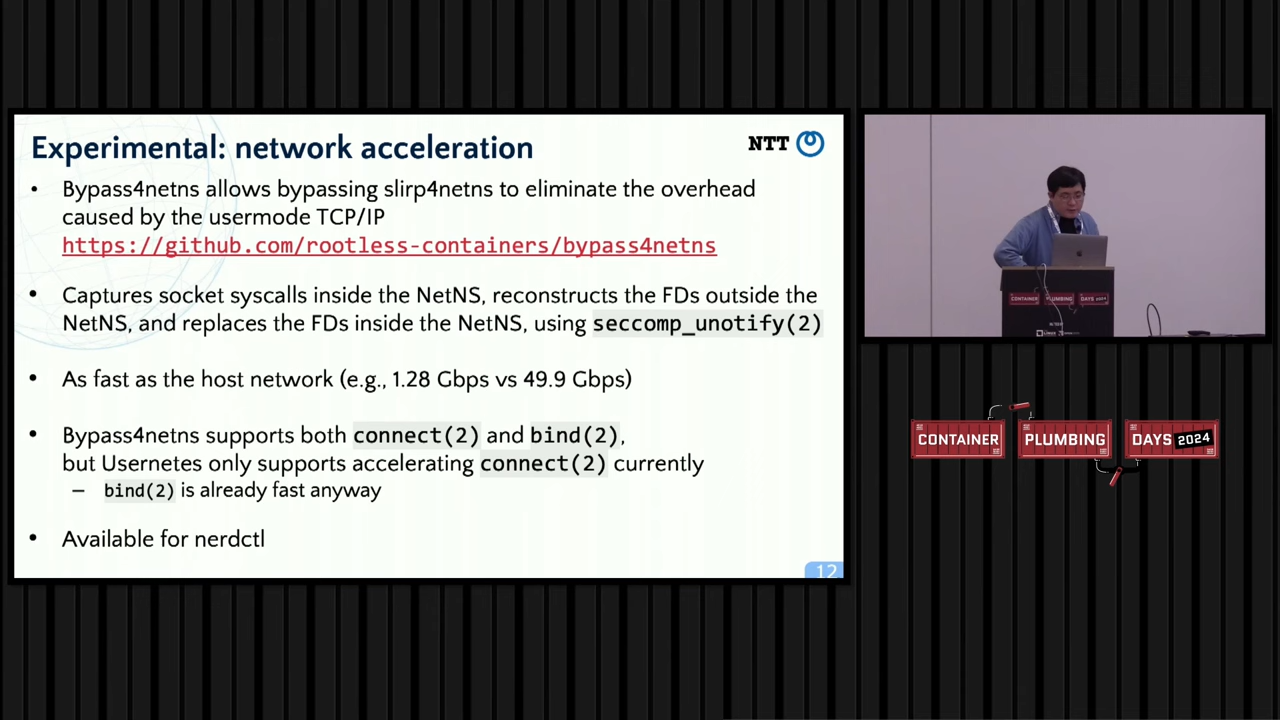 Experimental: network acceleration
NTT
• Bypass4netns allows bypassing slirp4netns to eliminate the overhead
caused by the usermode TCP/IP
https://github.com/rootless-containers/bypass4netns
• Captures socket syscalls inside the NetNS, reconstructs the FDs outside the
NetNS, and replaces the FDs inside the NetNS, using seccomp_unotify(2)
• As fast as the host network (e.g., 1.28 Gbps vs 49.9 Gbps)
• Bypass4netns supports both connect(2) and bind(2),
but Usernetes only supports accelerating connect(2) currently
– bind(2) is already fast anyway
• Available for nerdctl
12
CONTAINER PLUMBING DAYS 2024
CONTAINER PLUMBING DAYS 2024